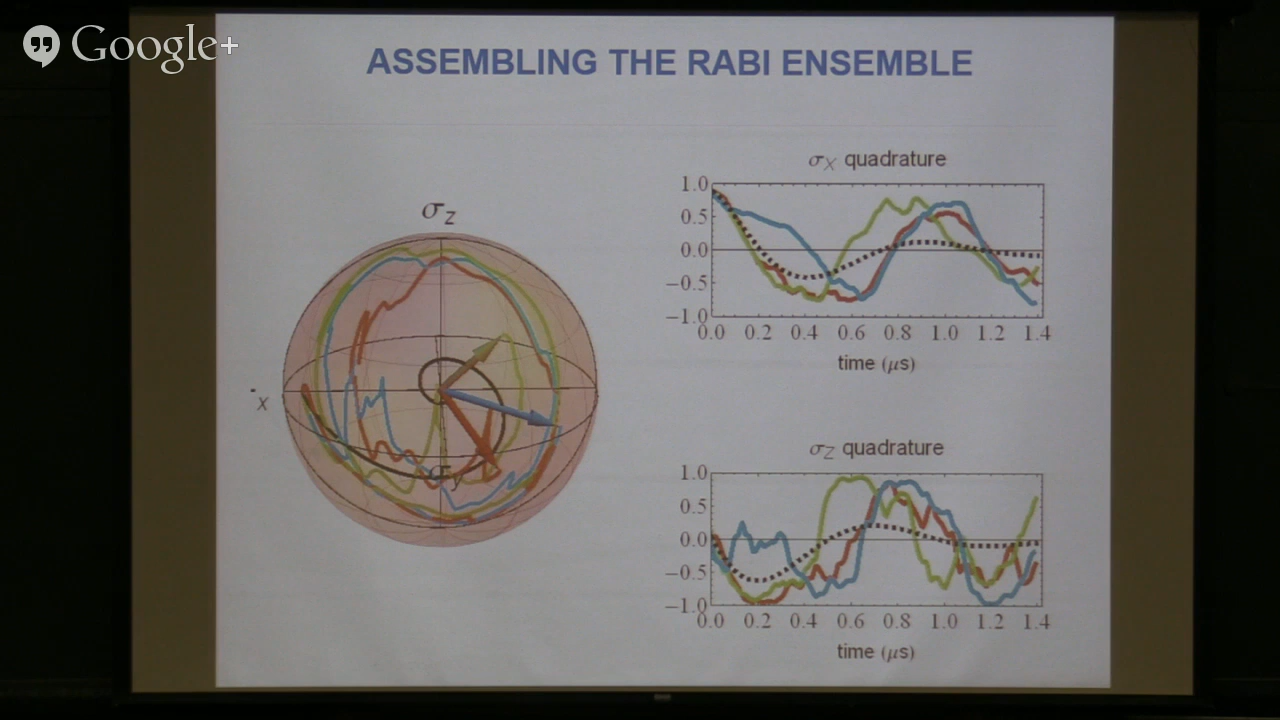 Google+
ASSEMBLING THE RABI ENSEMBLE
σX quadrature
1.0
0.5
0.0
−0.5
−1.0
0.0 0.2 0.4 0.6 0.8 1.0 1.2 1.4
time (μs)
σZ
X
σy
σZ quadrature
1.0
0.5
0.0
−0.5
−1.0
0.0 0.2 0.4 0.6 0.8 1.0 1.2 1.4
time (μs)